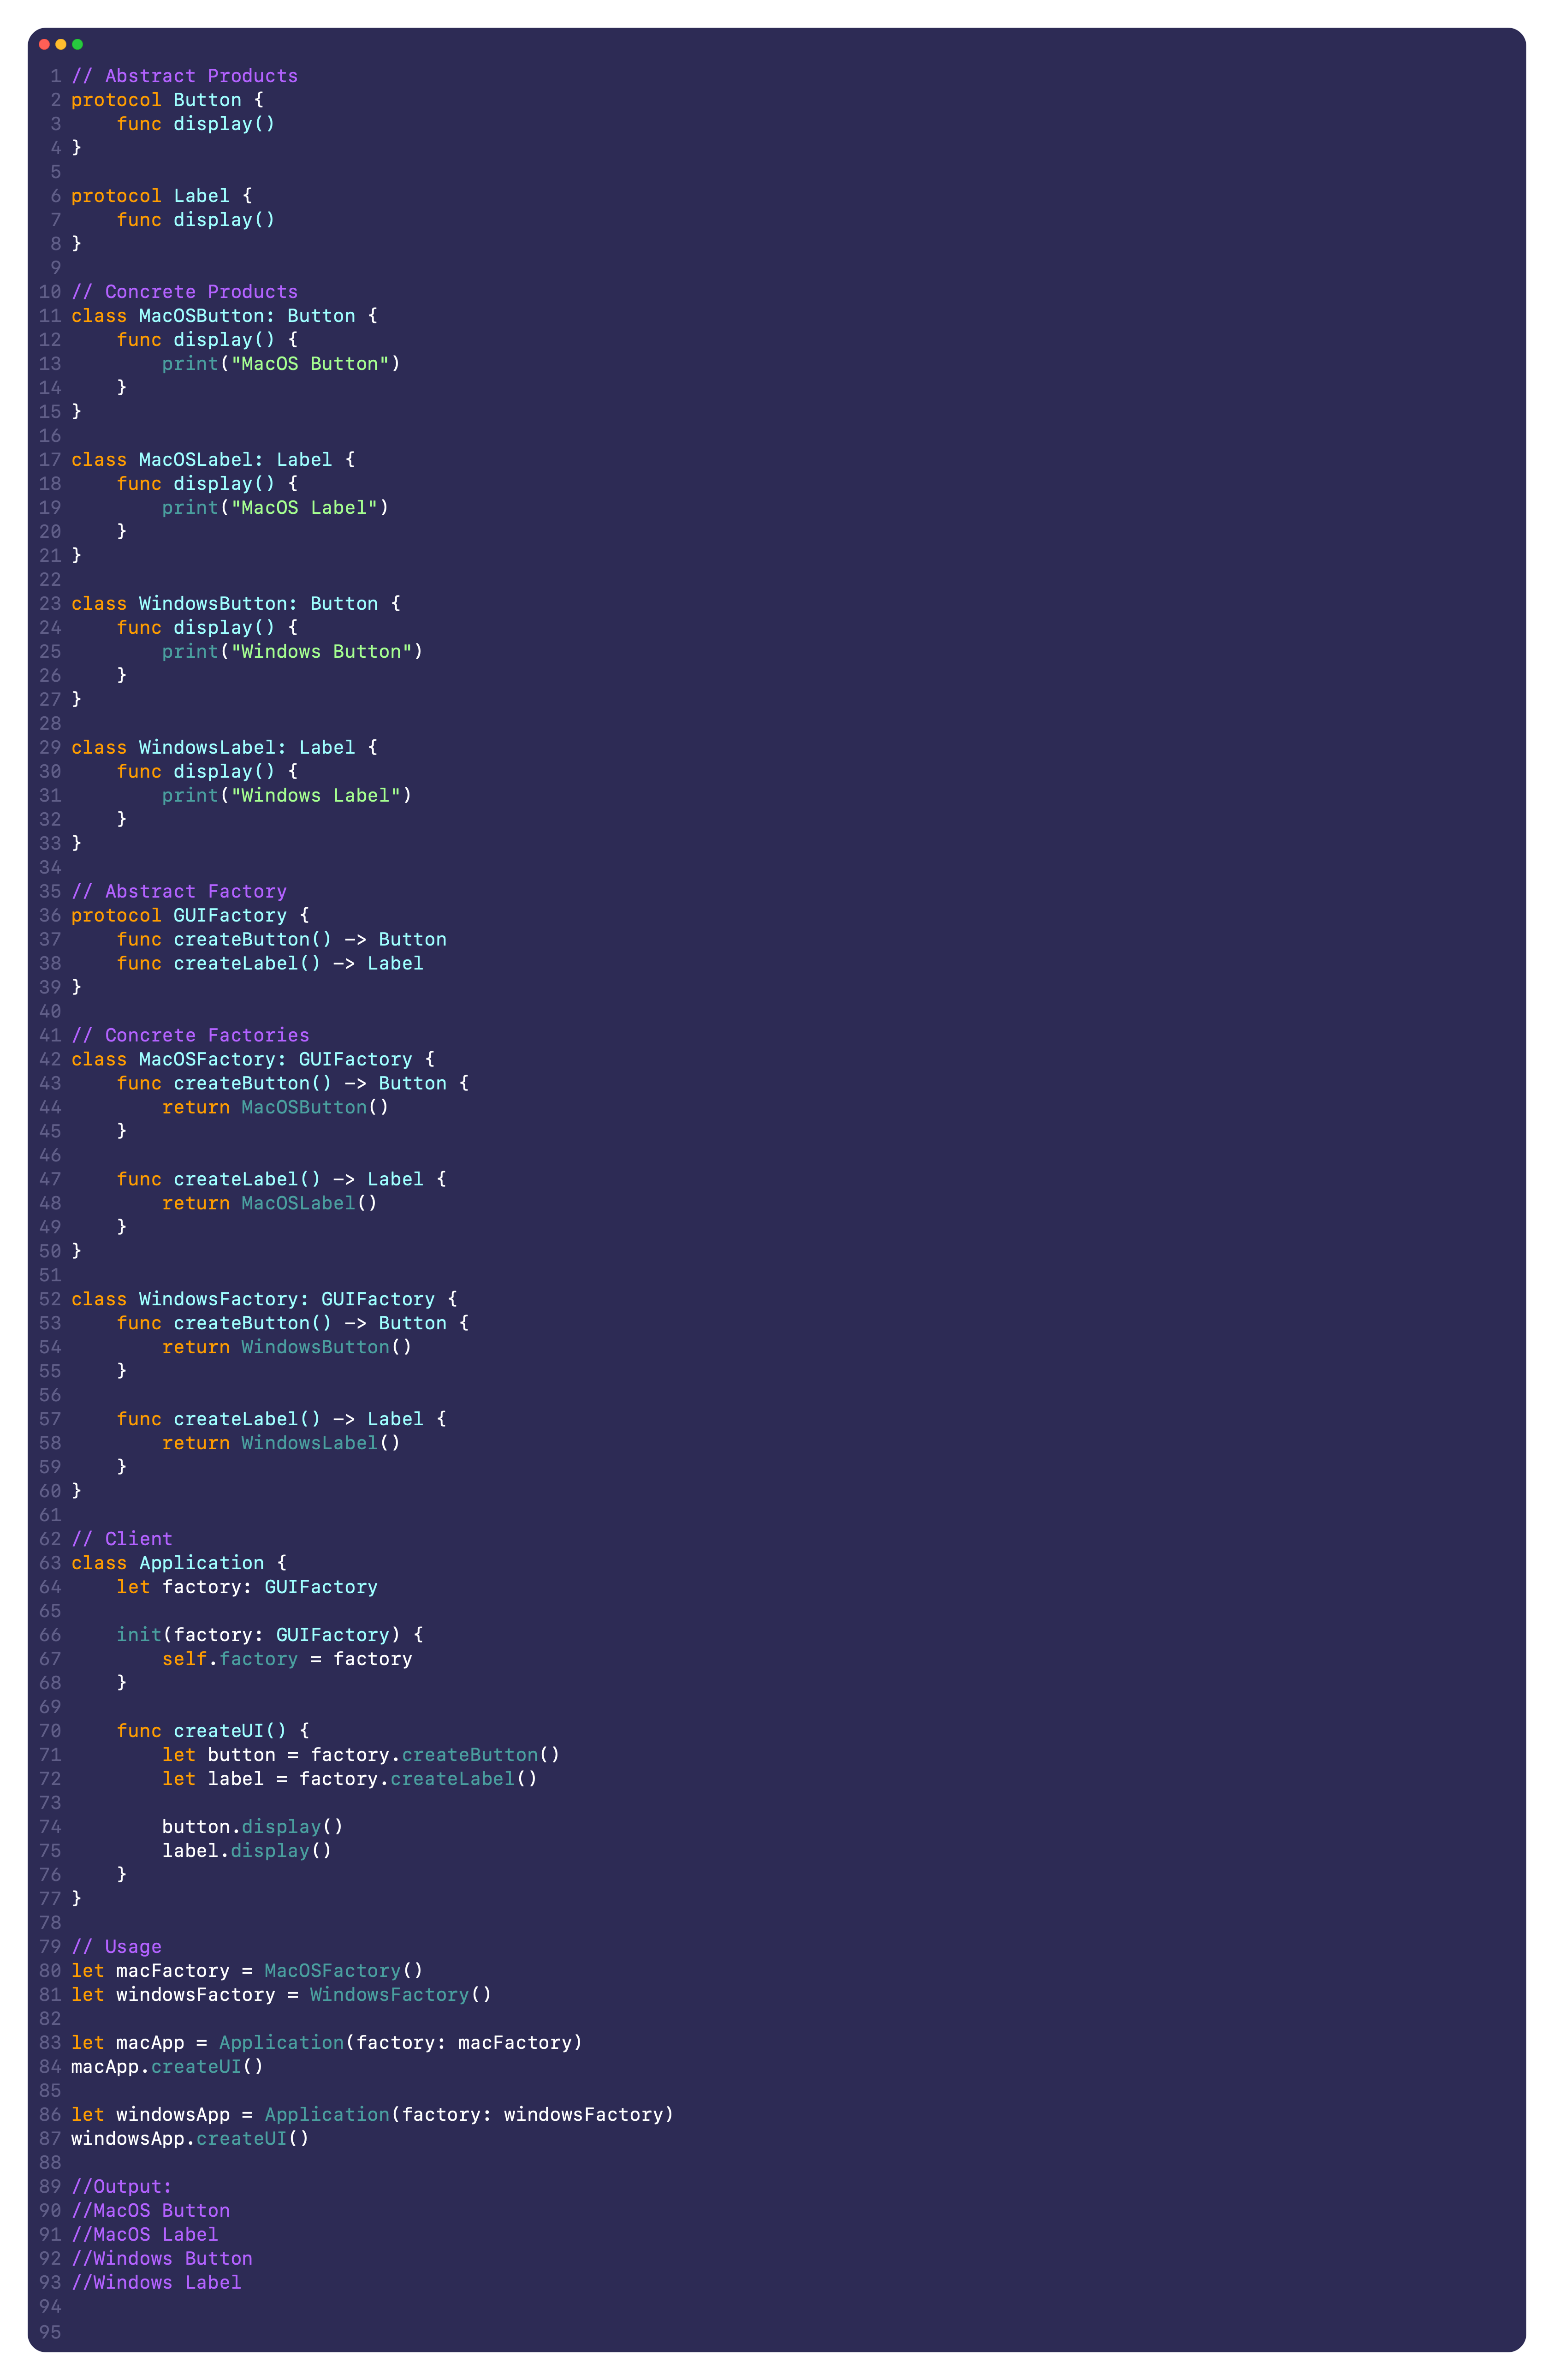 1 // Abstract Products
2 protocol Button {
3     func display()
4 }
5
6 protocol Label {
7     func display()
8 }
9
10 // Concrete Products
11 class MacOSButton: Button {
12     func display() {
13         print("MacOS Button")
14     }
15 }
16
17 class MacOSLabel: Label {
18     func display() {
19         print("MacOS Label")
20     }
21 }
22
23 class WindowsButton: Button {
24     func display() {
25         print("Windows Button")
26     }
27 }
28
29 class WindowsLabel: Label {
30     func display() {
31         print("Windows Label")
32     }
33 }
34
35 // Abstract Factory
36 protocol GUIFactory {
37     func createButton() -> Button
38     func createLabel() -> Label
39 }
40
41 // Concrete Factories
42 class MacOSFactory: GUIFactory {
43     func createButton() -> Button {
44         return MacOSButton()
45     }
46
47     func createLabel() -> Label {
48         return MacOSLabel()
49     }
50 }
51
52 class WindowsFactory: GUIFactory {
53     func createButton() -> Button {
54         return WindowsButton()
55     }
56
57     func createLabel() -> Label {
58         return WindowsLabel()
59     }
60 }
61
62 // Client
63 class Application {
64     let factory: GUIFactory
65
66     init(factory: GUIFactory) {
67         self.factory = factory
68     }
69
70     func createUI() {
71         let button = factory.createButton()
72         let label = factory.createLabel()
73
74         button.display()
75         label.display()
76     }
77 }
78
79 // Usage
80 let macFactory = MacOSFactory()
81 let windowsFactory = WindowsFactory()
82
83 let macApp = Application(factory: macFactory)
84 macApp.createUI()
85
86 let windowsApp = Application(factory: windowsFactory)
87 windowsApp.createUI()
88
89 //Output:
90 //MacOS Button
91 //MacOS Label
92 //Windows Button
93 //Windows Label
94
95